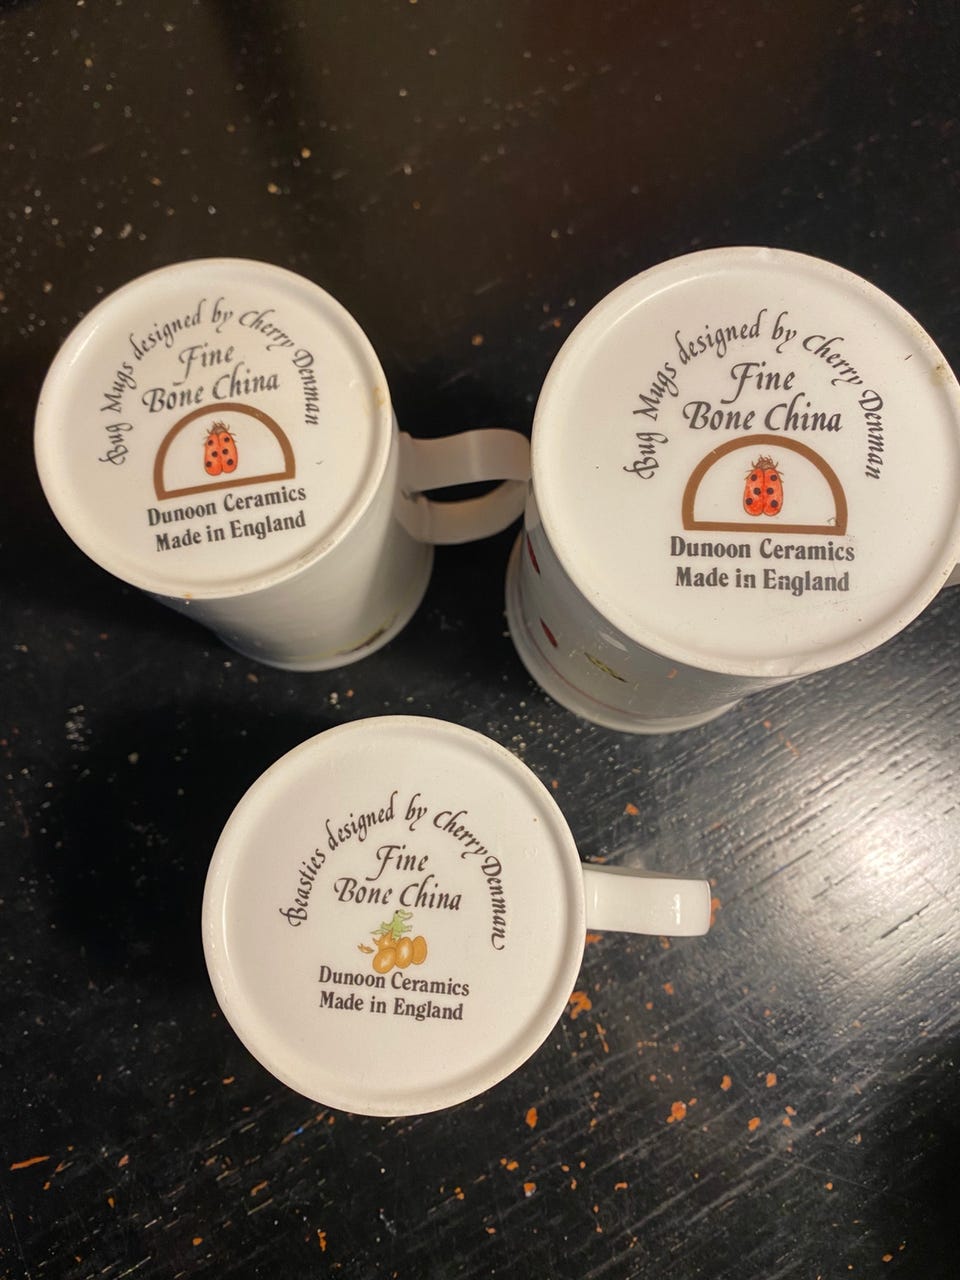 Bug Mugs designed by Cherry Denman
Fine
Bone China
Dunoon Ceramics
Made in England
Bug Mugs designed by Cherry Denman
Fine
Bone China
Dunoon Ceramics
Made in England
Beasties designed by Cherry Denman
Fine
Bone China
Dunoon Ceramics
Made in England